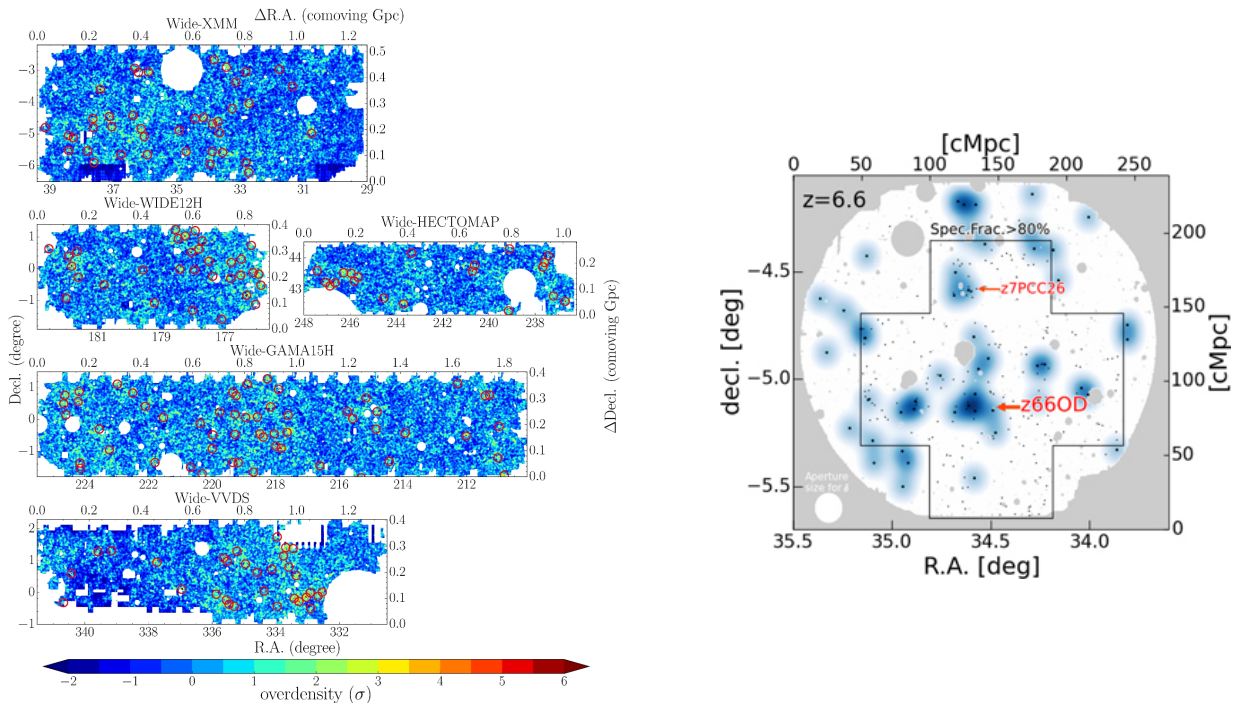 ΔR.A. (comoving Gpc)
Wide-XMM
0.0 0.2 0.4 0.6 0.8 1.0 1.2
−3
−4
−5
−6
0.5
0.4
0.3
0.2
0.1
0.0
39 37 35 33 31 29
Wide-WIDE12H
0.0 0.2 0.4 0.6 0.8
1
0
−1
0.4
0.3
0.2
0.1
0.0
181 179 177
Wide-HECTOMAP
0.0 0.2 0.4 0.6 0.8 1.0
44
43
0.2
0.1
0.0
248 246 244 242 240 238
Wide-GAMA15H
0.0 0.2 0.4 0.6 0.8 1.0 1.2 1.4 1.6
1
0
−1
0.4
0.3
0.2
0.1
0.0
224 222 220 218 216 214 212
Wide-VVDS
0.0 0.2 0.4 0.6 0.8 1.0
2
1
0
−1
0.4
0.3
0.2
0.1
0.0
340 338 336 334 332
R.A. (degree)
Decl. (degree)
ΔDecl. (comoving Gpc)
−2 −1 0 1 2 3 4 5 6
overdensity (σ)
[cMpc]
0 50 100 150 200 250
z=6.6
Spec.Frac.>80%
z7PCC26
z66OD
Aperture
size for δ
−4.5
−5.0
−5.5
decl. [deg]
200
150
100
50
0
[cMpc]
35.5 35.0 34.5 34.0
R.A. [deg]